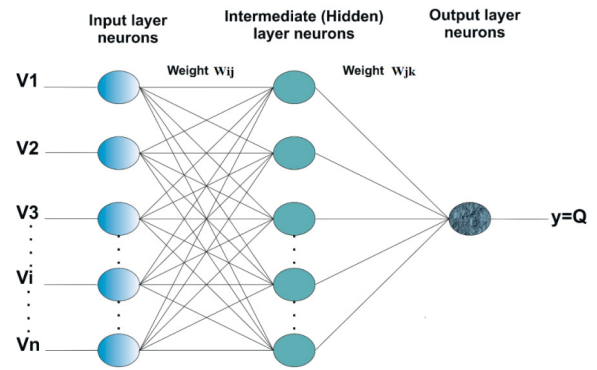 Input layer
neurons
Intermediate (Hidden)
layer neurons
Output layer
neurons
Weight Wij
Weight Wjk
V1
V2
V3
Vi
Vn
y=Q